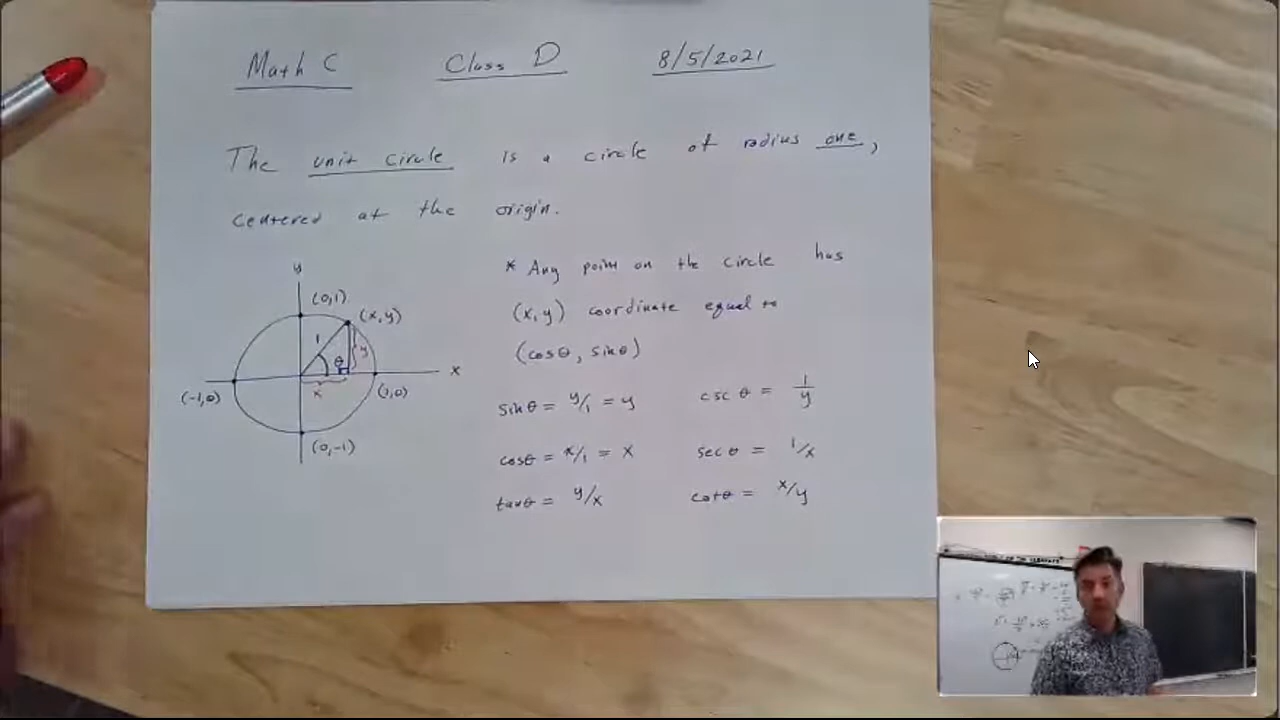 Math C Class D 8/5/2021
The unit circle is a circle of radius one,
centered at the origin.
* Any point on the circle has
(x,y) coordinate equal to
(cosθ, sinθ)
y
(0,1)
(x,y)
1
θ
y
x
x
(-1,0)
(1,0)
(0,-1)
sinθ = y/1 = y csc θ = 1/y
cosθ = x/1 = x sec θ = 1/x
tanθ = y/x cotθ = x/y